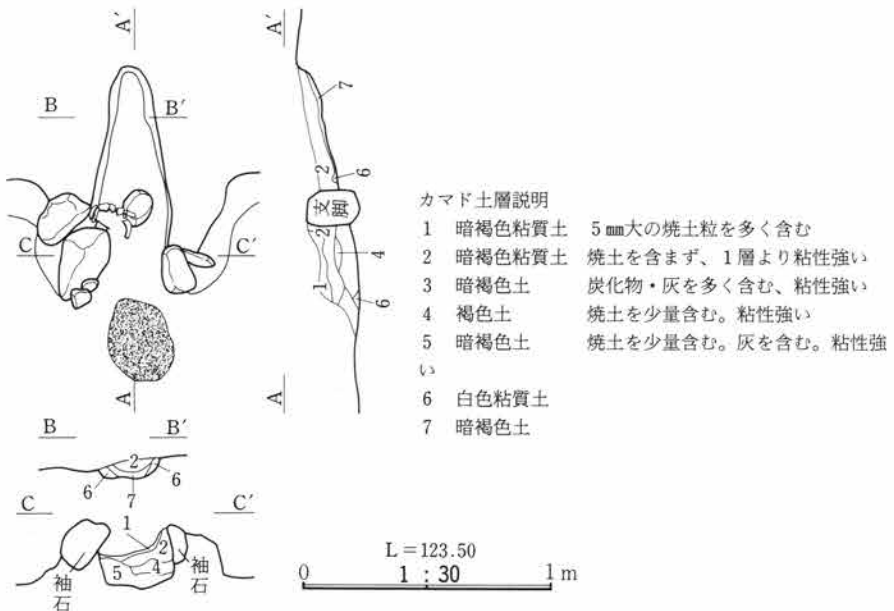 A′
A′
7
B
B′
2
6
支脚
C
C′
2
4
1
6
A
A
カマド土層説明
1　暗褐色粘質土　5㎜大の焼土粒を多く含む
2　暗褐色粘質土　焼土を含まず、1層より粘性強い
3　暗褐色土　炭化物・灰を多く含む、粘性強い
4　褐色土　焼土を少量含む。粘性強い
5　暗褐色土　焼土を少量含む。灰を含む。粘性強
い
6　白色粘質土
7　暗褐色土
B
B′
2
6
6
7
C
C′
1
2
5
4
袖石
袖石
L＝123.50
0
1：30
1 m